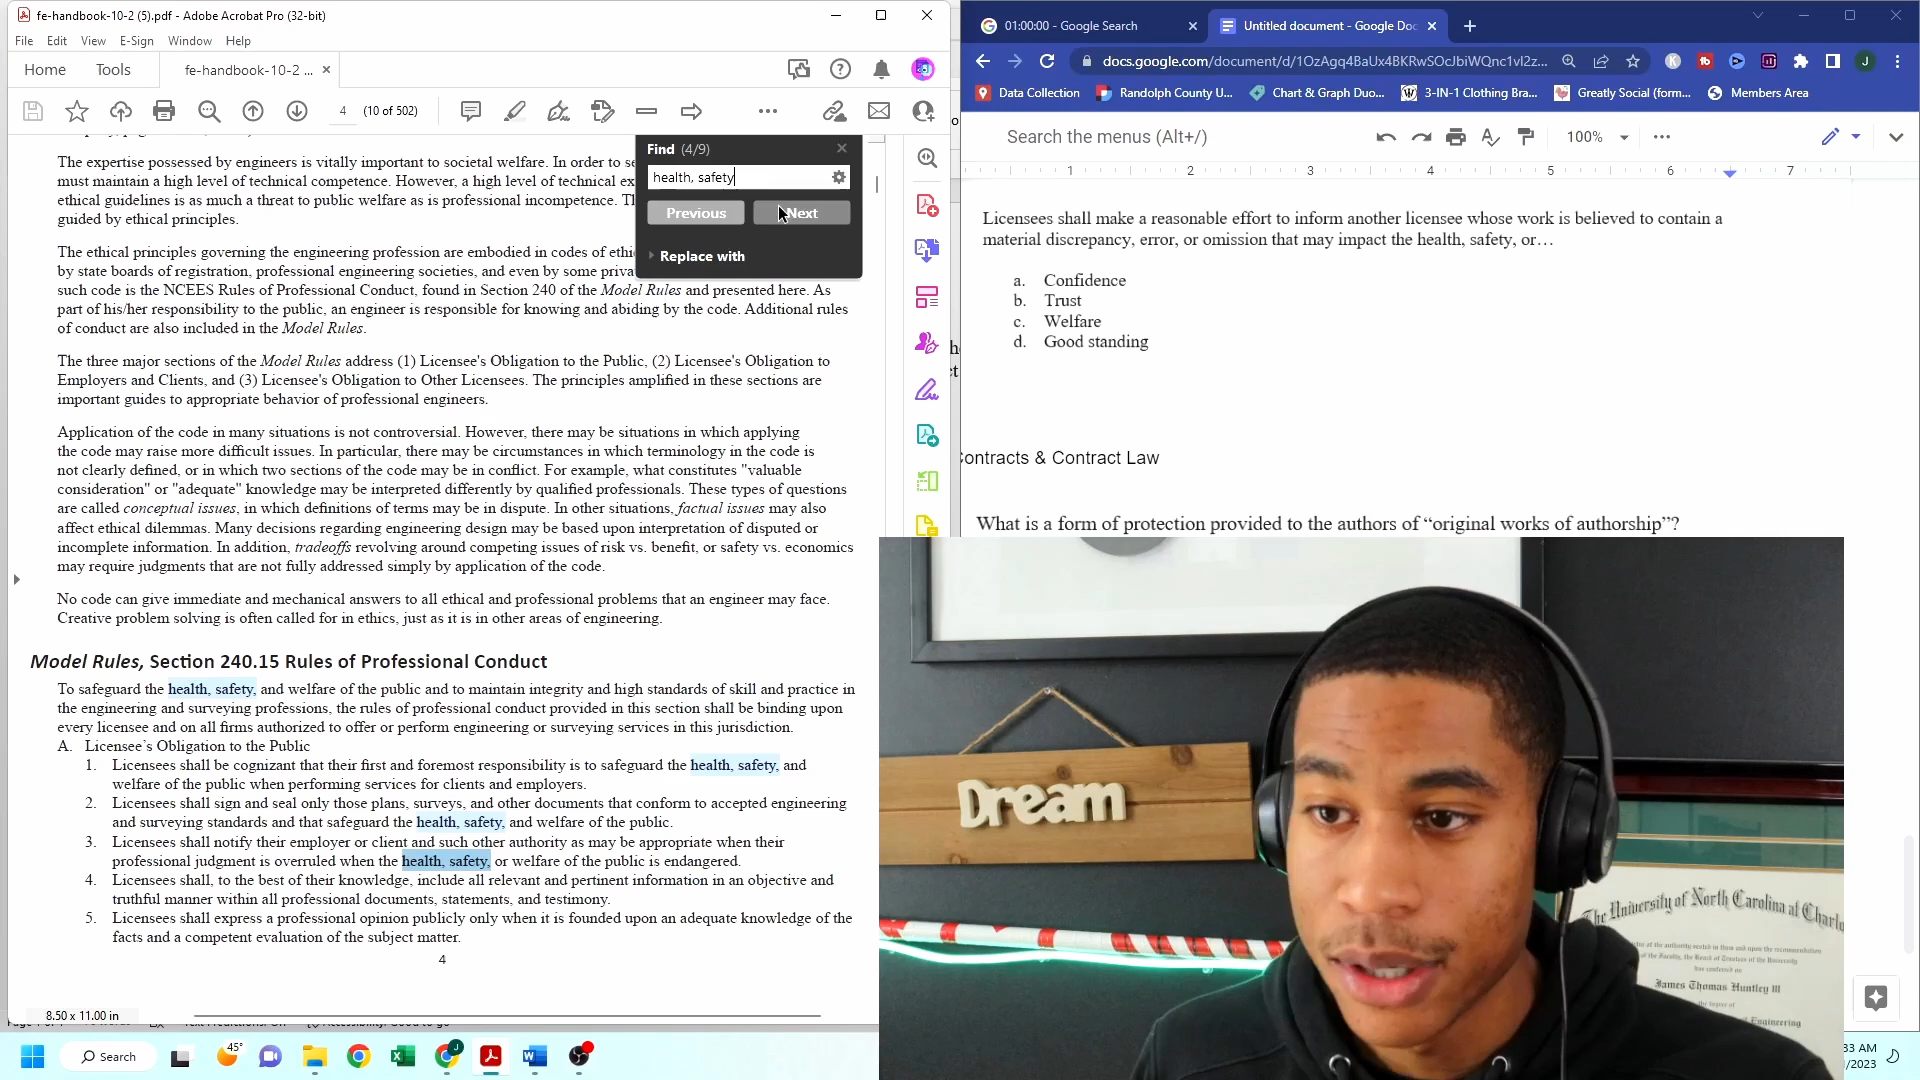 fe-handbook-10-2 (5).pdf - Adobe Acrobat Pro (32-bit)
File Edit View E-Sign Window Help
Home Tools fe-handbook-10-2 ...
4 (10 of 502)
Find (4/9)
health, safety
Previous Next
Replace with
The expertise possessed by engineers is vitally important to societal welfare. In order to se
must maintain a high level of technical competence. However, a high level of technical ex
ethical guidelines is as much a threat to public welfare as is professional incompetence. Th
guided by ethical principles.
The ethical principles governing the engineering profession are embodied in codes of ethic
by state boards of registration, professional engineering societies, and even by some priva
such code is the NCEES Rules of Professional Conduct, found in Section 240 of the Model Rules and presented here. As
part of his/her responsibility to the public, an engineer is responsible for knowing and abiding by the code. Additional rules
of conduct are also included in the Model Rules.
The three major sections of the Model Rules address (1) Licensee's Obligation to the Public, (2) Licensee's Obligation to
Employers and Clients, and (3) Licensee's Obligation to Other Licensees. The principles amplified in these sections are
important guides to appropriate behavior of professional engineers.
Application of the code in many situations is not controversial. However, there may be situations in which applying
the code may raise more difficult issues. In particular, there may be circumstances in which terminology in the code is
not clearly defined, or in which two sections of the code may be in conflict. For example, what constitutes "valuable
consideration" or "adequate" knowledge may be interpreted differently by qualified professionals. These types of questions
are called conceptual issues, in which definitions of terms may be in dispute. In other situations, factual issues may also
affect ethical dilemmas. Many decisions regarding engineering design may be based upon interpretation of disputed or
incomplete information. In addition, tradeoffs revolving around competing issues of risk vs. benefit, or safety vs. economics
may require judgments that are not fully addressed simply by application of the code.
No code can give immediate and mechanical answers to all ethical and professional problems that an engineer may face.
Creative problem solving is often called for in ethics, just as it is in other areas of engineering.
Model Rules, Section 240.15 Rules of Professional Conduct
To safeguard the health, safety, and welfare of the public and to maintain integrity and high standards of skill and practice in
the engineering and surveying professions, the rules of professional conduct provided in this section shall be binding upon
every licensee and on all firms authorized to offer or perform engineering or surveying services in this jurisdiction.
A. Licensee's Obligation to the Public
1. Licensees shall be cognizant that their first and foremost responsibility is to safeguard the health, safety, and
welfare of the public when performing services for clients and employers.
2. Licensees shall sign and seal only those plans, surveys, and other documents that conform to accepted engineering
and surveying standards and that safeguard the health, safety, and welfare of the public.
3. Licensees shall notify their employer or client and such other authority as may be appropriate when their
professional judgment is overruled when the health, safety, or welfare of the public is endangered.
4. Licensees shall, to the best of their knowledge, include all relevant and pertinent information in an objective and
truthful manner within all professional documents, statements, and testimony.
5. Licensees shall express a professional opinion publicly only when it is founded upon an adequate knowledge of the
facts and a competent evaluation of the subject matter.
4
8.50 x 11.00 in
Search
45°
01:00:00 - Google Search
Untitled document - Google Doc
docs.google.com/document/d/1OzAgq4BaUx4BKRwSOcJbiWQnc1vl2z...
Data Collection Randolph County U... Chart & Graph Duo... 3-IN-1 Clothing Bra... Greatly Social (form... Members Area
Search the menus (Alt+/)
100%
1 2 3 4 5 6 7
Licensees shall make a reasonable effort to inform another licensee whose work is believed to contain a
material discrepancy, error, or omission that may impact the health, safety, or…
a. Confidence
b. Trust
c. Welfare
d. Good standing
Contracts & Contract Law
What is a form of protection provided to the authors of “original works of authorship”?
Dream
The University of North Carolina at Charlo
James Thomas Huntley III
Engineering
33 AM
/2023